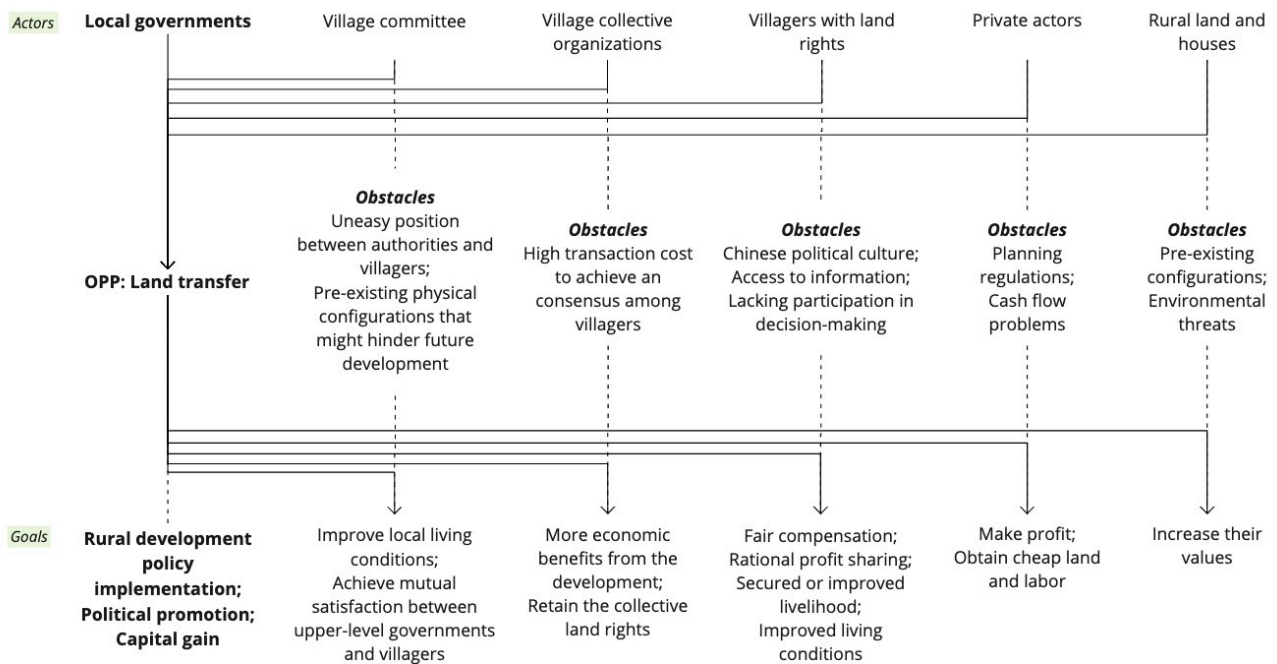 Actors
Local governments
Village committee
Village collective
organizations
Villagers with land
rights
Private actors
Rural land and
houses
OPP: Land transfer
Obstacles
Uneasy position
between authorities and
villagers;
Pre-existing physical
configurations that
might hinder future
development
Obstacles
High transaction cost
to achieve an
consensus among
villagers
Obstacles
Chinese political culture;
Access to information;
Lacking participation in
decision-making
Obstacles
Planning
regulations;
Cash flow
problems
Obstacles
Pre-existing
configurations;
Environmental
threats
Goals
Rural development
policy
implementation;
Political promotion;
Capital gain
Improve local living
conditions;
Achieve mutual
satisfaction between
upper-level governments
and villagers
More economic
benefits from the
development;
Retain the collective
land rights
Fair compensation;
Rational profit sharing;
Secured or improved
livelihood;
Improved living
conditions
Make profit;
Obtain cheap land
and labor
Increase their
values